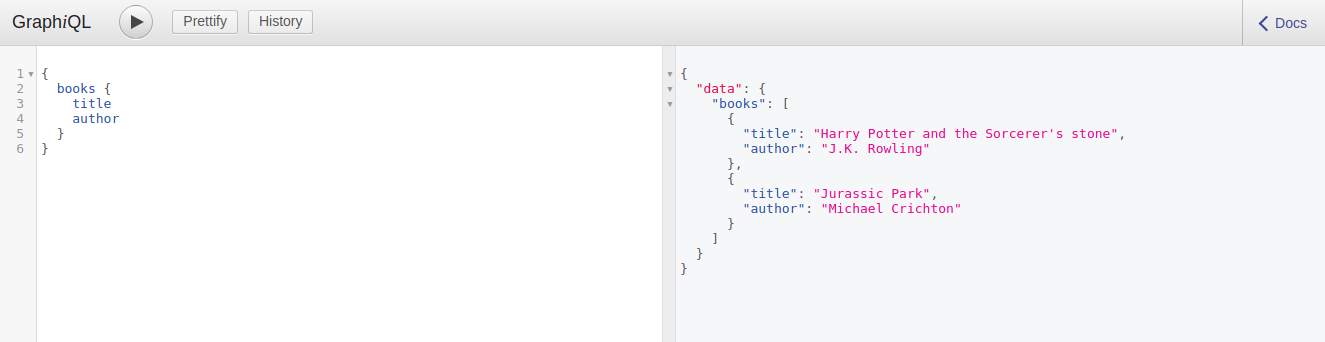 GraphiQL Prettify History Docs
1 {
2   books {
3     title
4     author
5   }
6 }
{
  "data": {
    "books": [
      {
        "title": "Harry Potter and the Sorcerer's stone",
        "author": "J.K. Rowling"
      },
      {
        "title": "Jurassic Park",
        "author": "Michael Crichton"
      }
    ]
  }
}